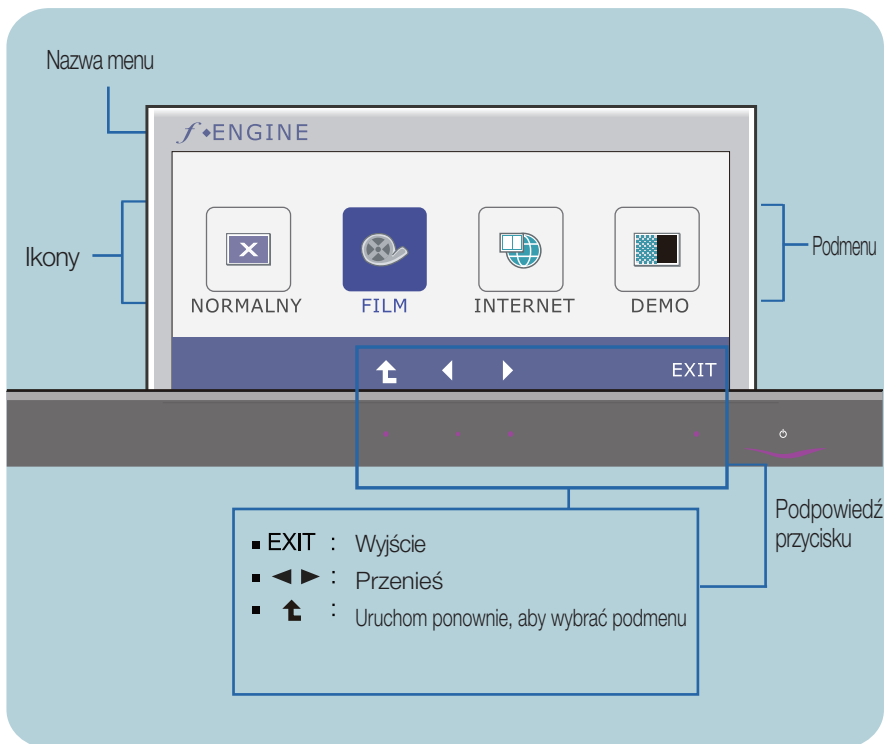 Nazwa menu
f ENGINE
Ikony
Podmenu
NORMALNY FILM INTERNET DEMO
EXIT
Podpowiedź
przycisku
EXIT : Wyjście
◄ ► : Przenieś
: Uruchom ponownie, aby wybrać podmenu